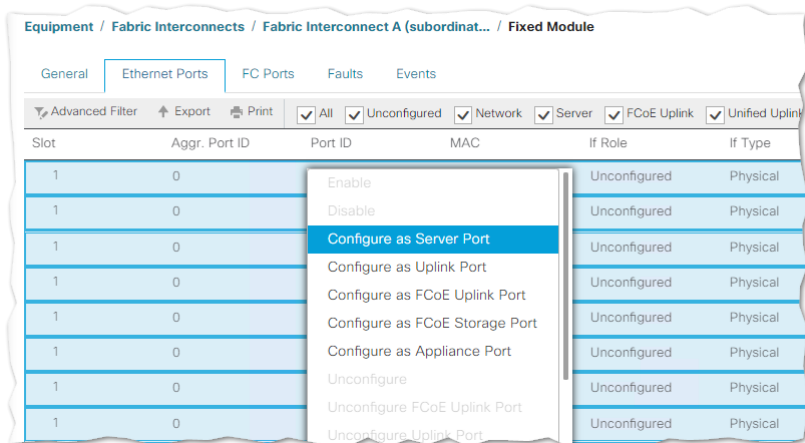 Equipment / Fabric Interconnects / Fabric Interconnect A (subordinat... / Fixed Module
General Ethernet Ports FC Ports Faults Events
Advanced Filter Export Print All Unconfigured Network Server FCoE Uplink Unified Uplink
Slot Aggr. Port ID Port ID MAC If Role If Type
1 0 Enable Unconfigured Physical
1 0 Disable Unconfigured Physical
1 0 Configure as Server Port Unconfigured Physical
Configure as Uplink Port
1 0 Configure as FCoE Uplink Port Unconfigured Physical
1 0 Configure as FCoE Storage Port Unconfigured Physical
1 0 Configure as Appliance Port Unconfigured Physical
1 0 Unconfigure Unconfigured Physical
Unconfigure FCoE Uplink Port
1 0 Unconfigure Uplink Port Unconfigured Physical